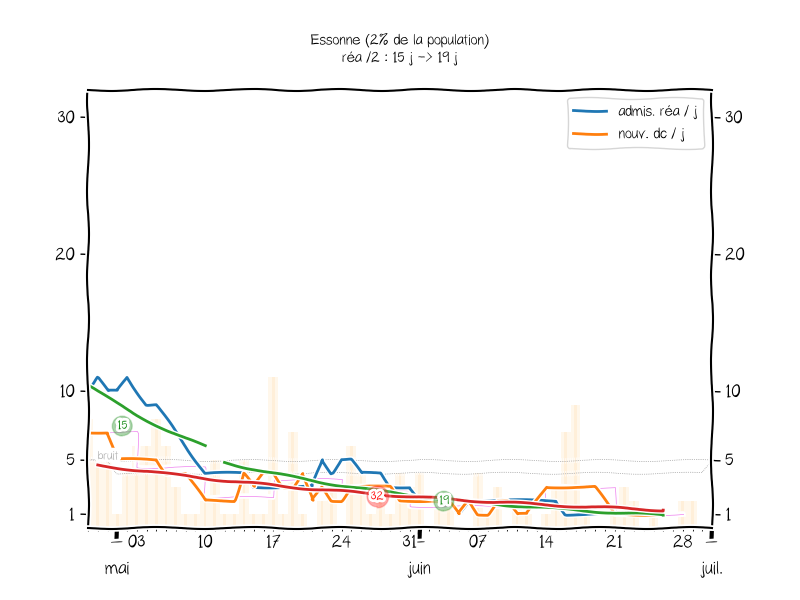 Essonne (2% de la population)
réa /2 : 15 j -> 19 j
admis. réa / j
nouv. dc / j
30 30
20 20
10 10
15
bruit
5 5
32 19
1 1
03 10 17 24 31 07 14 21 28
mai juin juil.